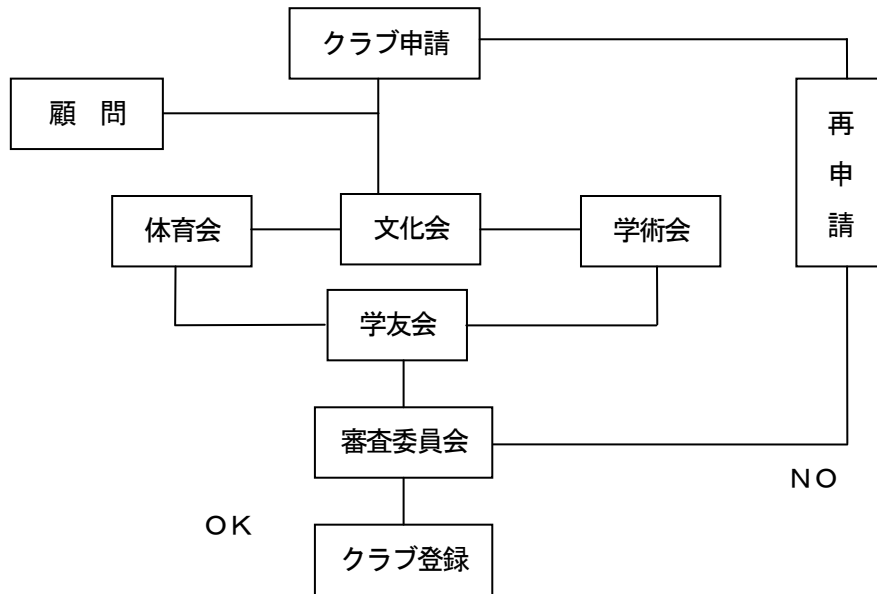 クラブ申請
顧　問
再申請
体育会
文化会
学術会
学友会
審査委員会
NO
OK
クラブ登録